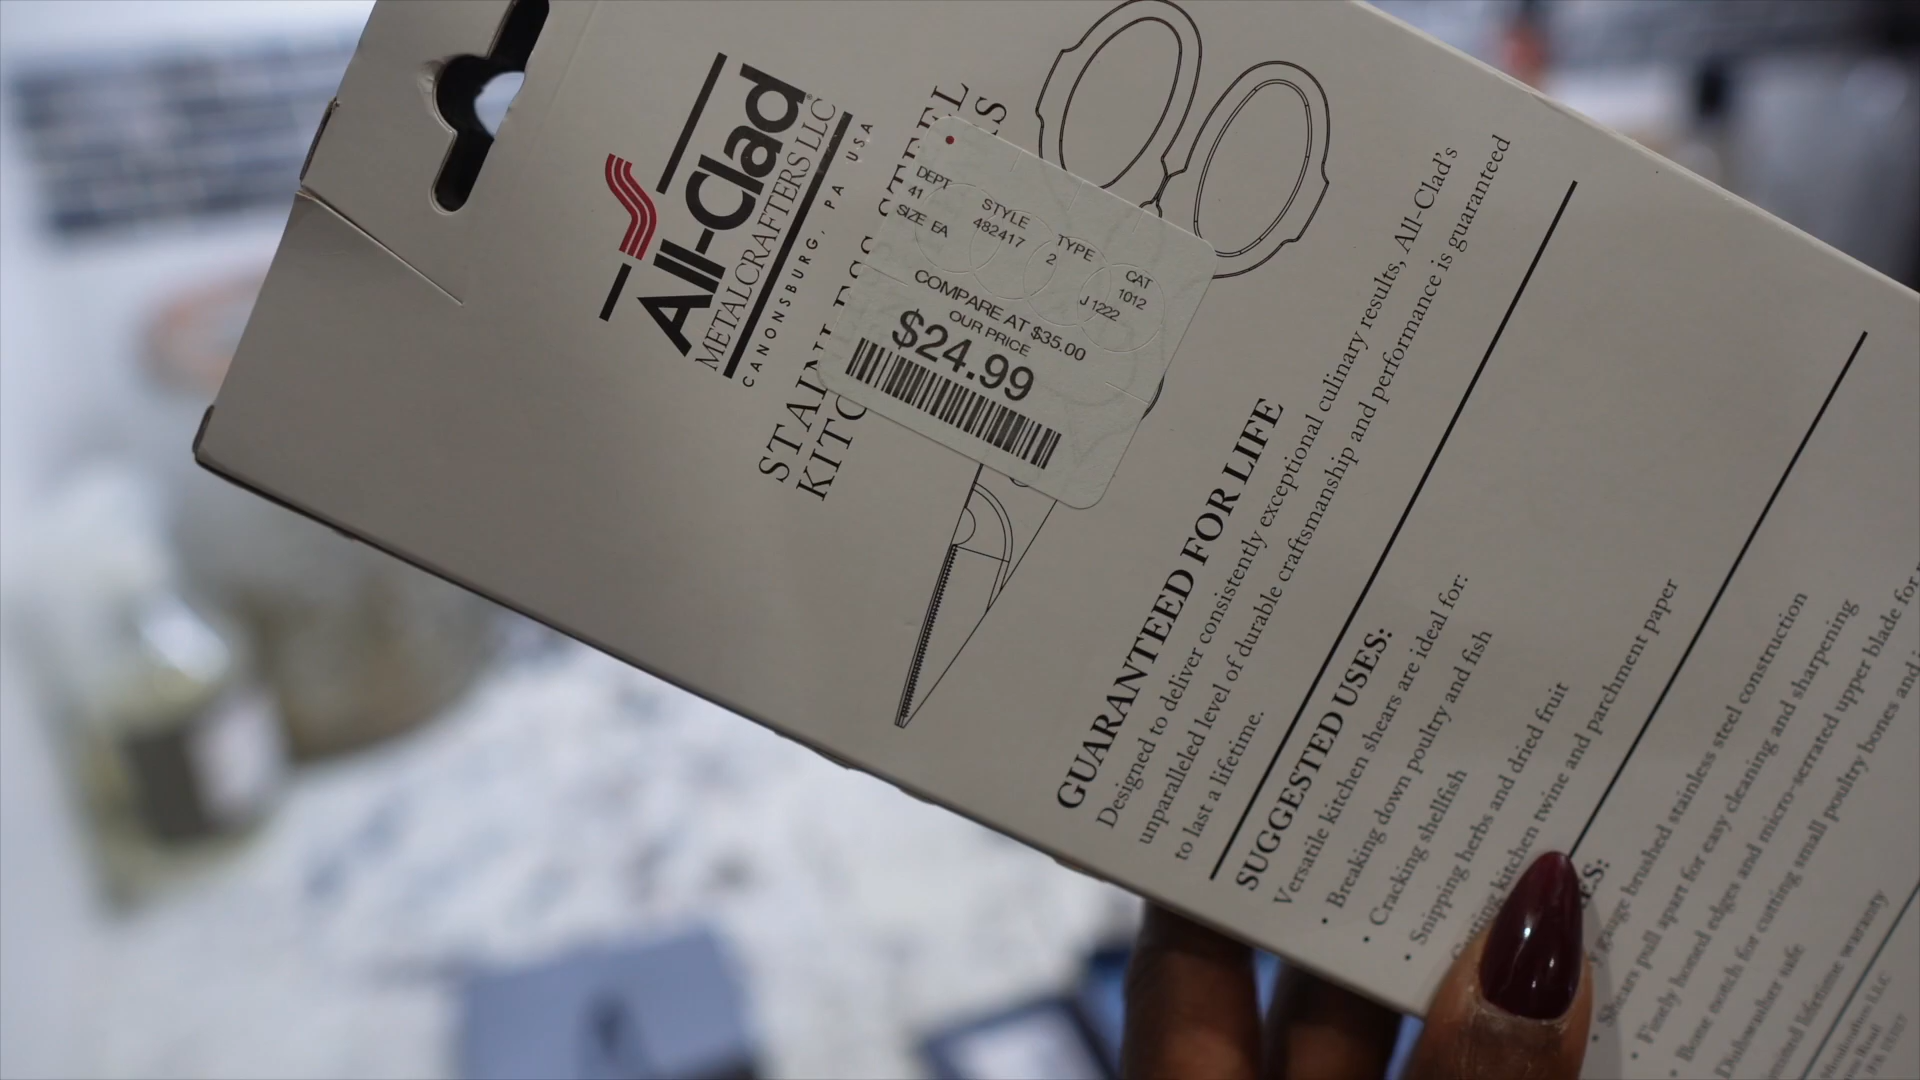 All-Clad
METALCRAFTERS LLC
CANONSBURG, PA USA
DEPT
41
SIZE EA
STYLE
482417
TYPE
2
CAT
1012
J 1222
COMPARE AT $35.00
OUR PRICE
$24.99
GUARANTEED FOR LIFE
Designed to deliver consistently exceptional culinary results, All-Clad's
unparalleled level of durable craftsmanship and performance is guaranteed
to last a lifetime.
SUGGESTED USES:
Versatile kitchen shears are ideal for:
• Breaking down poultry and fish
• Cracking shellfish
• Snipping herbs and dried fruit
Cutting kitchen twine and parchment paper
brushed stainless steel construction
Shears pull apart for easy cleaning and sharpening
• Finely honed edges and micro-serrated upper blade for
• Bone notch for cutting small poultry bones and
Dishwasher safe
lifetime warranty